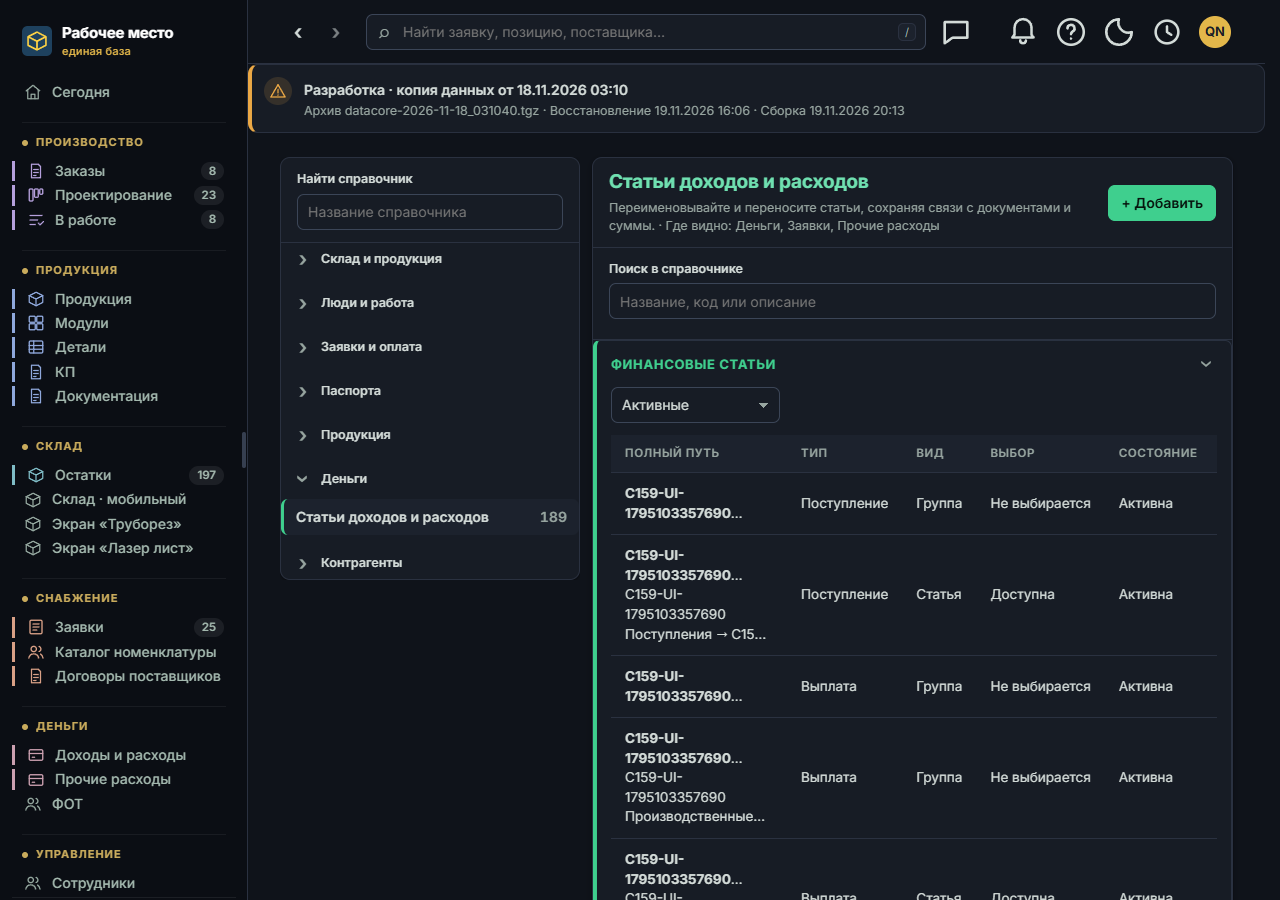 Рабочее место
единая база
Сегодня
ПРОИЗВОДСТВО
Заказы 8
Проектирование 23
В работе 8
ПРОДУКЦИЯ
Продукция
Модули
Детали
КП
Документация
СКЛАД
Остатки 197
Склад · мобильный
Экран «Труборез»
Экран «Лазер лист»
СНАБЖЕНИЕ
Заявки 25
Каталог номенклатуры
Договоры поставщиков
ДЕНЬГИ
Доходы и расходы
Прочие расходы
ФОТ
УПРАВЛЕНИЕ
Сотрудники
Найти заявку, позицию, поставщика... /
QN
Разработка · копия данных от 18.11.2026 03:10
Архив datacore-2026-11-18_031040.tgz · Восстановление 19.11.2026 16:06 · Сборка 19.11.2026 20:13
Найти справочник
Название справочника
Склад и продукция
Люди и работа
Заявки и оплата
Паспорта
Продукция
Деньги
Статьи доходов и расходов 189
Контрагенты
Статьи доходов и расходов
Переименовывайте и переносите статьи, сохраняя связи с документами и
суммы. · Где видно: Деньги, Заявки, Прочие расходы
+ Добавить
Поиск в справочнике
Название, код или описание
ФИНАНСОВЫЕ СТАТЬИ
Активные
ПОЛНЫЙ ПУТЬ ТИП ВИД ВЫБОР СОСТОЯНИЕ
C159-UI-
1795103357690... Поступление Группа Не выбирается Активна
C159-UI-
1795103357690...
C159-UI-
1795103357690
Поступления → C15... Поступление Статья Доступна Активна
C159-UI-
1795103357690... Выплата Группа Не выбирается Активна
C159-UI-
1795103357690...
C159-UI-
1795103357690
Производственные... Выплата Группа Не выбирается Активна
C159-UI-
1795103357690...
C159-UI- Выплата Статья Доступна Активна